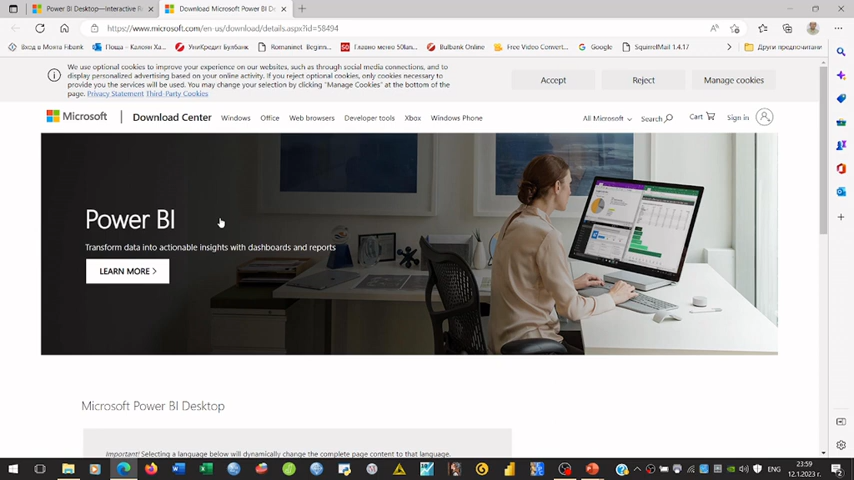 Power BI Desktop—Interactive R
Download Microsoft Power BI D
https://www.microsoft.com/en-us/download/details.aspx?id=58494
Вход в Mома Fibank
Поща - Калоян Ха...
УниКредит Булбанк
Romaninet Beginn...
Главно меню 50lan...
Bulbank Online
Free Video Convert...
Google
SquirrelMail 1.4.17
Други предпочитани
We use optional cookies to improve your experience on our websites, such as through social media connections, and to
display personalized advertising based on your online activity. If you reject optional cookies, only cookies necessary to
provide you the services will be used. You may change your selection by clicking "Manage Cookies" at the bottom of the
page. Privacy Statement Third-Party Cookies
Accept
Reject
Manage cookies
Microsoft
Download Center
Windows
Office
Web browsers
Developer tools
Xbox
Windows Phone
All Microsoft
Search
Cart
Sign in
Power BI
Transform data into actionable insights with dashboards and reports
LEARN MORE >
Microsoft Power BI Desktop
Important! Selecting a language below will dynamically change the complete page content to that language.
ENG
23:59
12.1.2023 г.